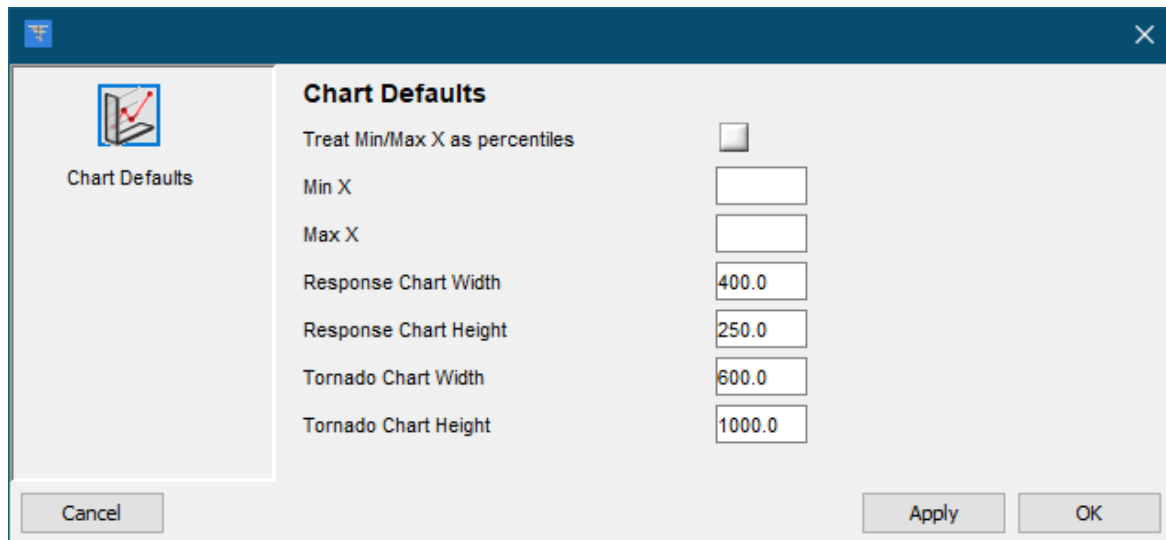 Chart Defaults
Chart Defaults
Treat Min/Max X as percentiles
Min X
Max X
Response Chart Width 400.0
Response Chart Height 250.0
Tornado Chart Width 600.0
Tornado Chart Height 1000.0
Cancel Apply OK